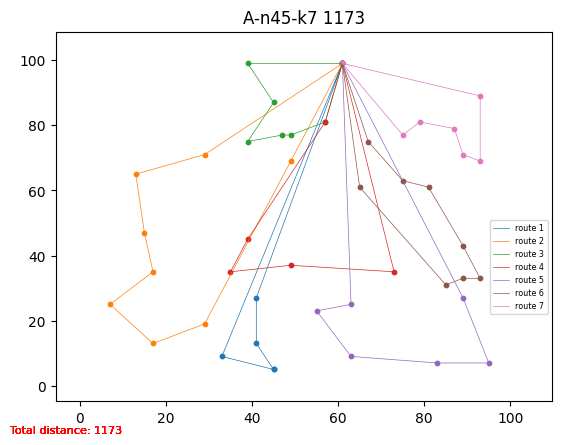 A-n45-k7 1173
100
80
60
40
20
0
0 20 40 60 80 100
route 1
route 2
route 3
route 4
route 5
route 6
route 7
Total distance: 1173